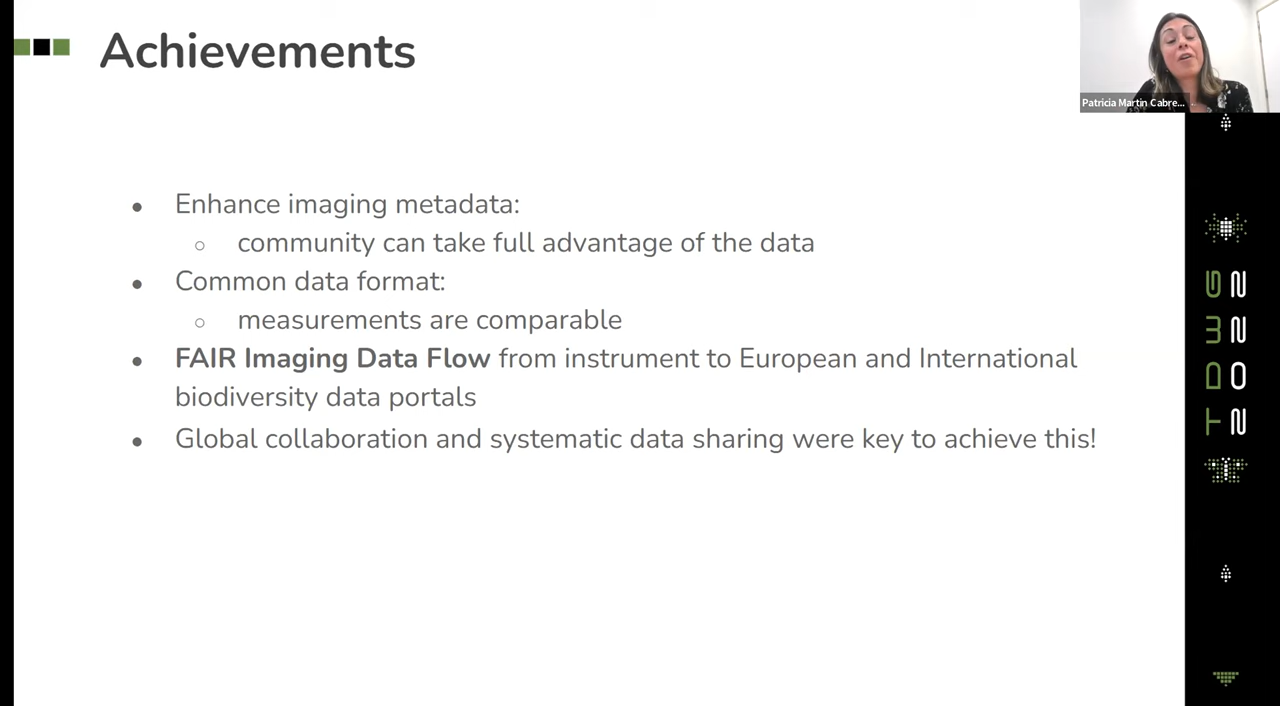 Achievements
Patricia Martin Cabre...
● Enhance imaging metadata:
○ community can take full advantage of the data
● Common data format:
○ measurements are comparable
● FAIR Imaging Data Flow from instrument to European and International
biodiversity data portals
● Global collaboration and systematic data sharing were key to achieve this!